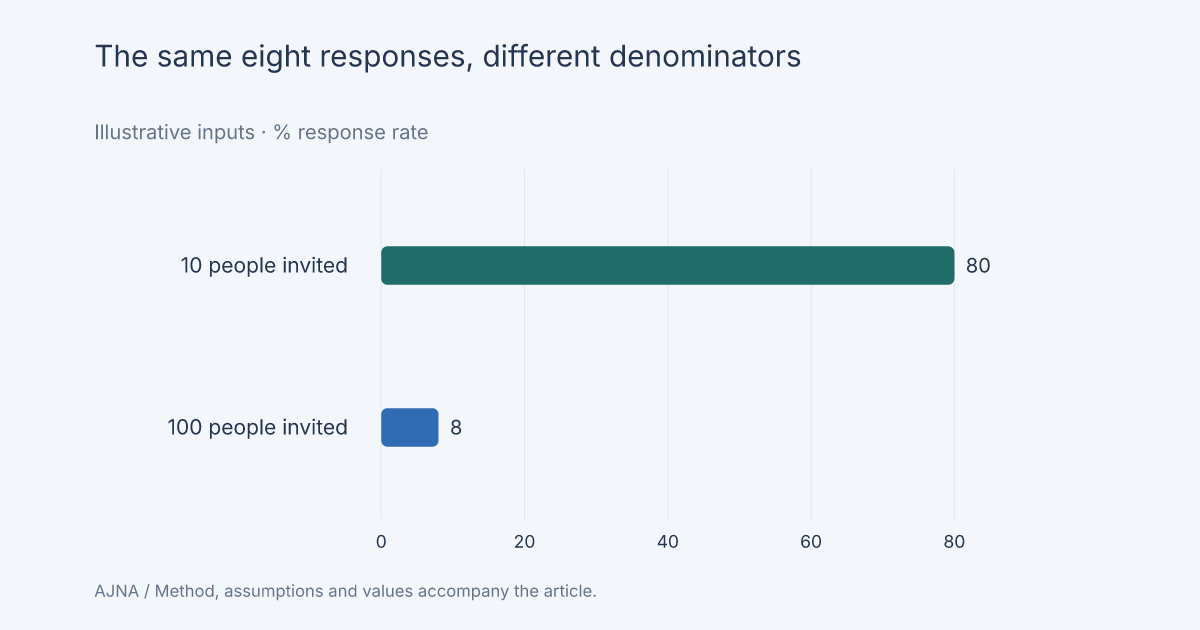 The same eight responses, different denominators
Illustrative inputs · % response rate
10 people invited
80
100 people invited
8
0 20 40 60 80
AJNA / Method, assumptions and values accompany the article.